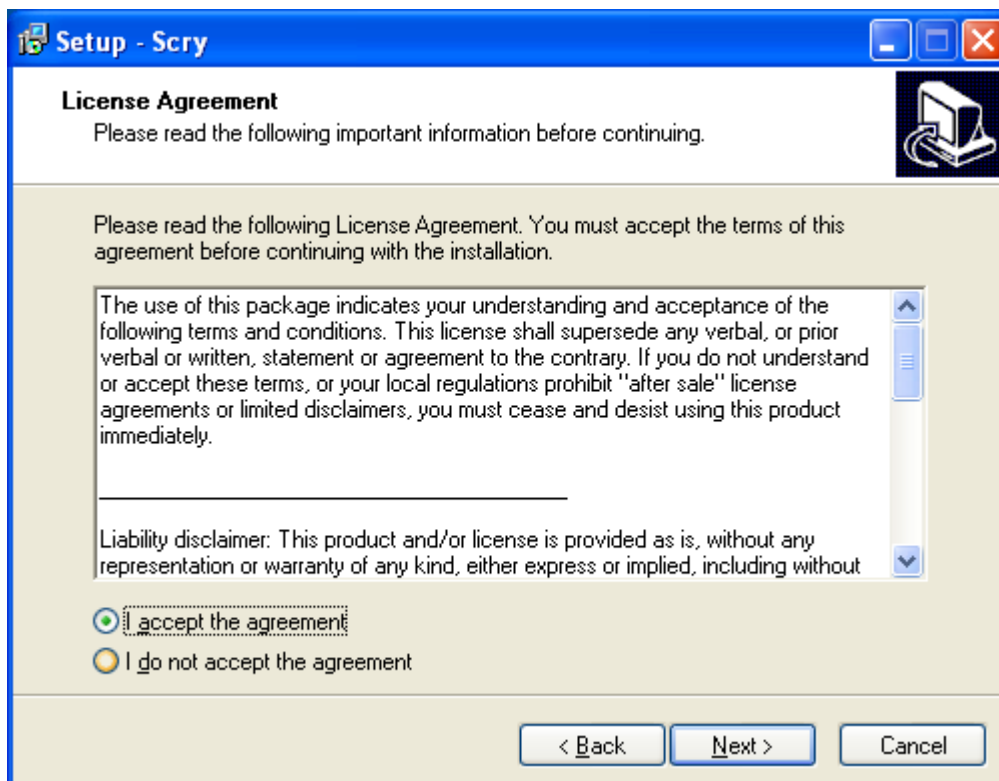 Setup - Scry
License Agreement
Please read the following important information before continuing.
Please read the following License Agreement. You must accept the terms of this
agreement before continuing with the installation.
The use of this package indicates your understanding and acceptance of the
following terms and conditions. This license shall supersede any verbal, or prior
verbal or written, statement or agreement to the contrary. If you do not understand
or accept these terms, or your local regulations prohibit "after sale" license
agreements or limited disclaimers, you must cease and desist using this product
immediately.
Liability disclaimer: This product and/or license is provided as is, without any
representation or warranty of any kind, either express or implied, including without
I accept the agreement
I do not accept the agreement
< Back
Next >
Cancel